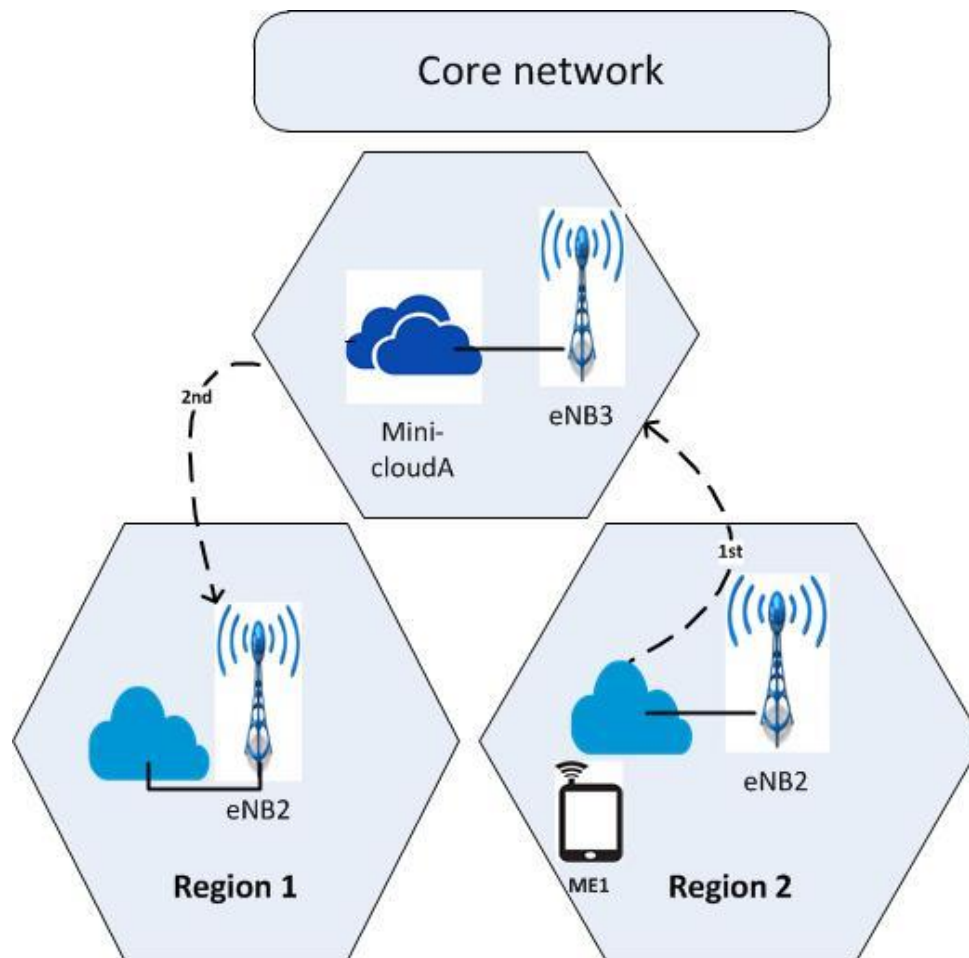 Core network
2nd
eNB3
Mini-
cloudA
1st
eNB2
eNB2
ME1
Region 1
Region 2